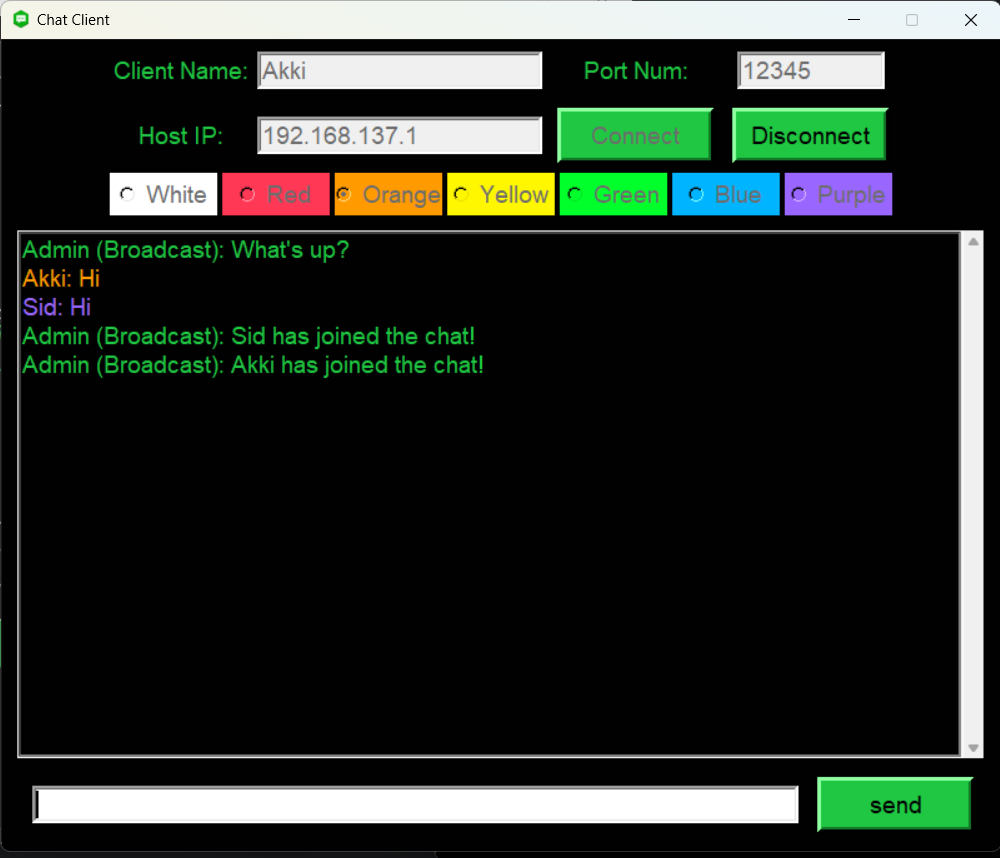 Chat Client
Client Name: Akki Port Num: 12345
Host IP: 192.168.137.1 Connect Disconnect
White Red Orange Yellow Green Blue Purple
Admin (Broadcast): What's up?
Akki: Hi
Sid: Hi
Admin (Broadcast): Sid has joined the chat!
Admin (Broadcast): Akki has joined the chat!
send